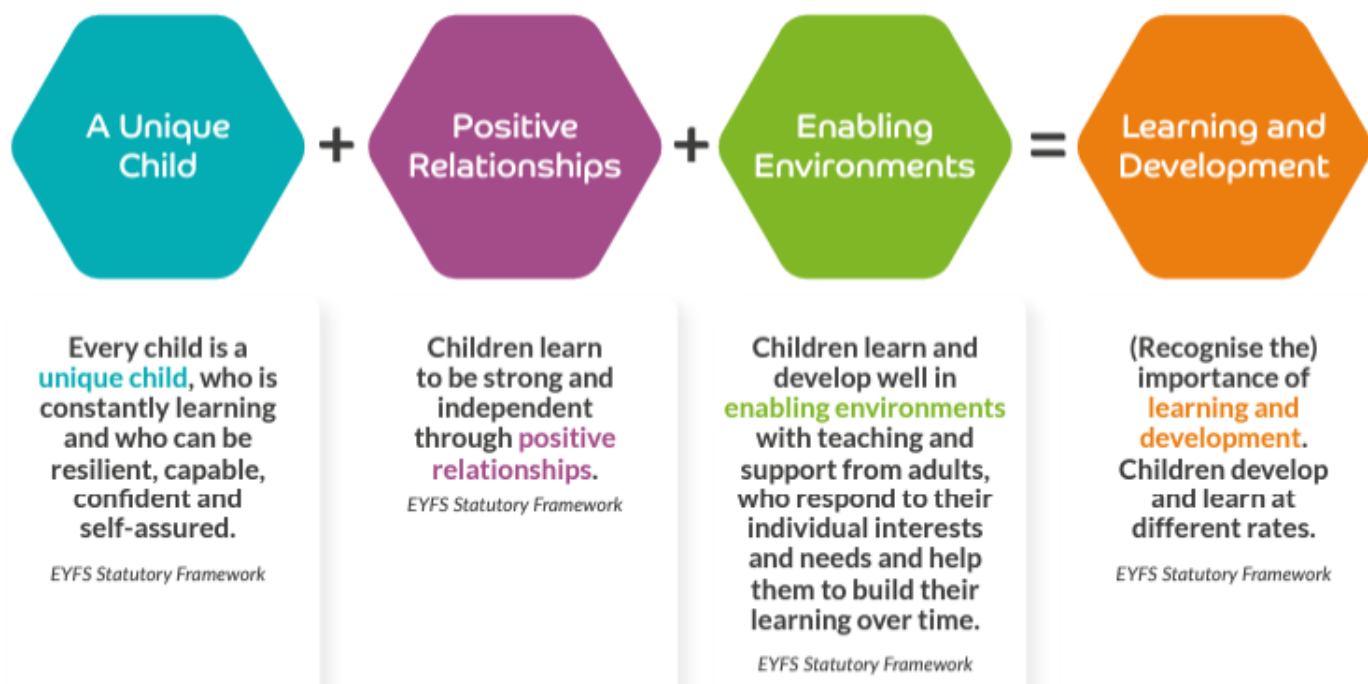 A Unique
Child
+
Positive
Relationships
+
Enabling
Environments
=
Learning and
Development
Every child is a
unique child, who is
constantly learning
and who can be
resilient, capable,
confident and
self-assured.
EYFS Statutory Framework
Children learn
to be strong and
independent
through positive
relationships.
EYFS Statutory Framework
Children learn and
develop well in
enabling environments
with teaching and
support from adults,
who respond to their
individual interests
and needs and help
them to build their
learning over time.
EYFS Statutory Framework
(Recognise the)
importance of
learning and
development.
Children develop
and learn at
different rates.
EYFS Statutory Framework